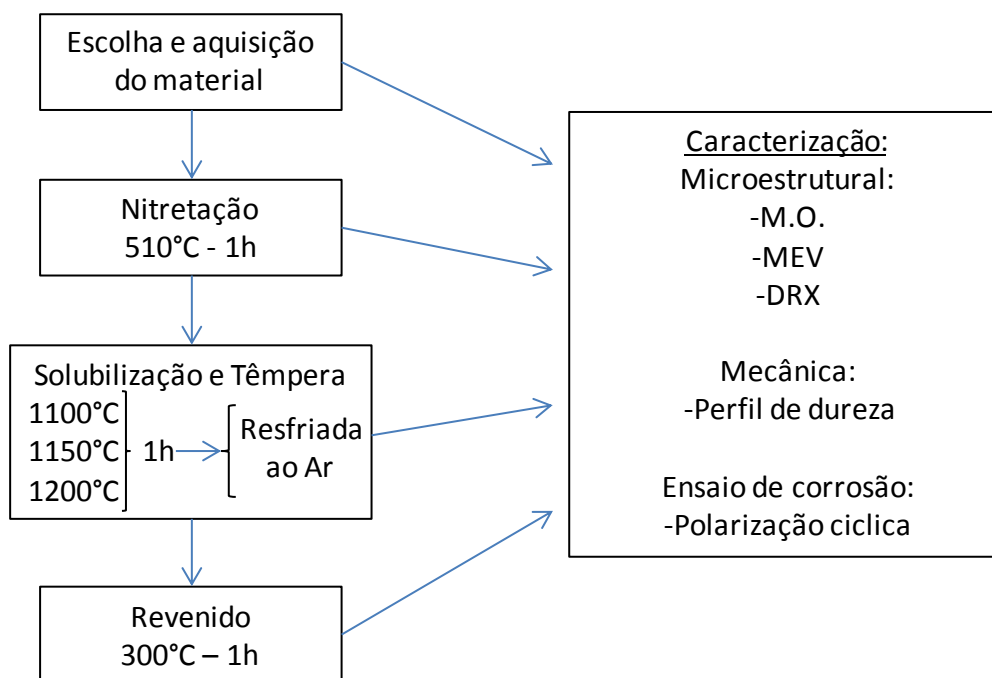 Escolha e aquisição
do material
Nitretação
510°C - 1h
Solubilização e Têmpera
1100°C
1150°C
1200°C
1h
Resfriada
ao Ar
Revenido
300°C – 1h
Caracterização:
Microestrutural:
-M.O.
-MEV
-DRX
Mecânica:
-Perfil de dureza
Ensaio de corrosão:
-Polarização ciclica